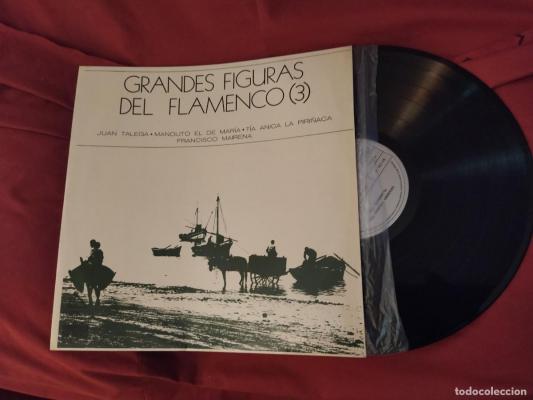 GRANDES FIGURAS
DEL FLAMENCO (3)
JUAN TALEGA • MANOLITO EL DE MARÍA • TÍA ANICA LA PIRIÑACA
FRANCISCO MAIRENA
todocoleccion